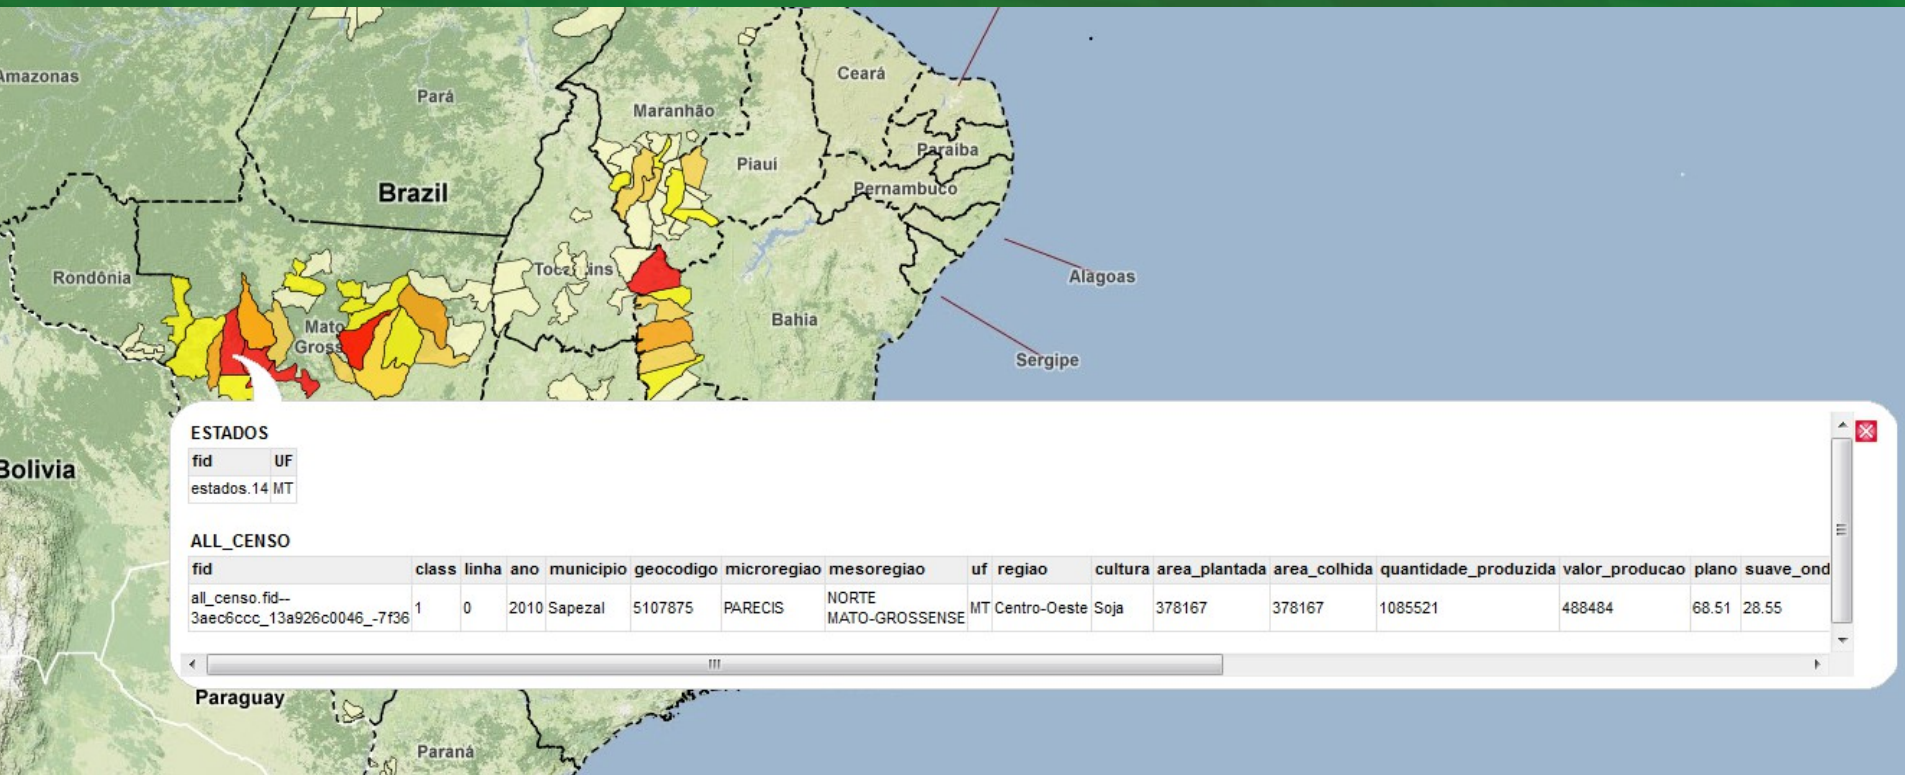 Amazonas
Pará
Ceará
Maranhão
Paraíba
Piauí
Brazil
Pernambuco
Rondônia
Tocantins
Alagoas
Bahia
Mato
Gross
Sergipe
Bolivia
ESTADOS
fid UF
estados.14 MT
ALL_CENSO
fid class linha ano municipio geocodigo microregiao mesoregiao uf regiao cultura area_plantada area_colhida quantidade_produzida valor_producao plano suave_ond
all_censo.fid--
3aec6ccc_13a926c0046_-7f36 1 0 2010 Sapezal 5107875 PARECIS NORTE
MATO-GROSSENSE MT Centro-Oeste Soja 378167 378167 1085521 488484 68.51 28.55
Paraguay
Paraná